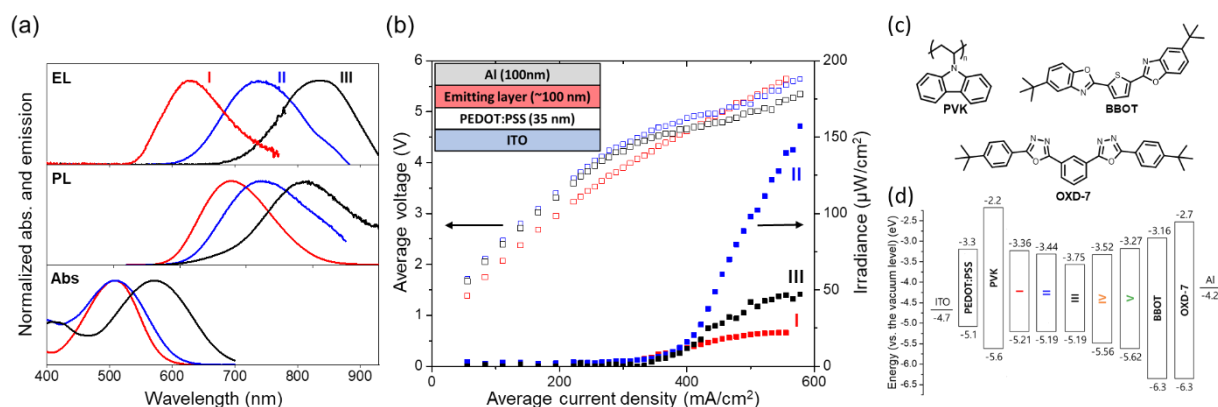 (a)
EL
I
II
III
PL
Abs
400 500 600 700 800 900
Wavelength (nm)
Normalized abs. and emission
(b)
Al (100nm)
Emitting layer (~100 nm)
PEDOT:PSS (35 nm)
ITO
Average voltage (V)
7
6
5
4
3
2
1
0
0 200 400 600
Average current density (mA/cm²)
200
150
100
50
0
Irradiance (µW/cm²)
II
III
I
(c)
n
N
PVK
S
O
N
N
O
BBOT
N N
O
N N
O
OXD-7
(d)
Energy (vs. the vacuum level) (eV)
-2.5
-3.0
-3.5
-4.0
-4.5
-5.0
-5.5
-6.0
-6.5
ITO
-4.7
-3.3
PEDOT:PSS
-5.1
-2.2
PVK
-5.6
-3.36
I
-5.21
-3.44
II
-5.19
-3.75
III
-5.19
-3.52
IV
-5.56
-3.27
V
-5.62
-3.16
BBOT
-6.3
-2.7
OXD-7
-6.3
Al
-4.2